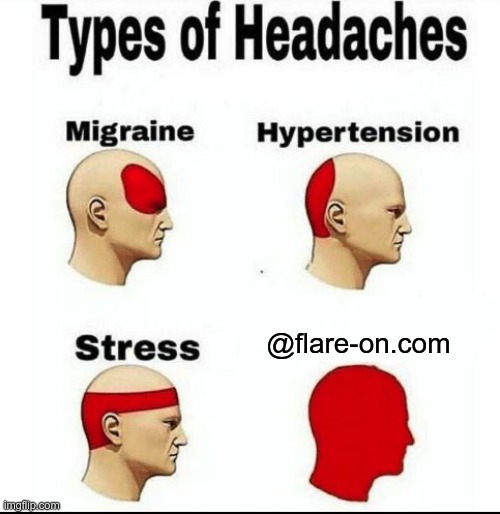 Types of Headaches
Migraine
Hypertension
Stress
@flare-on.com
imgflip.com